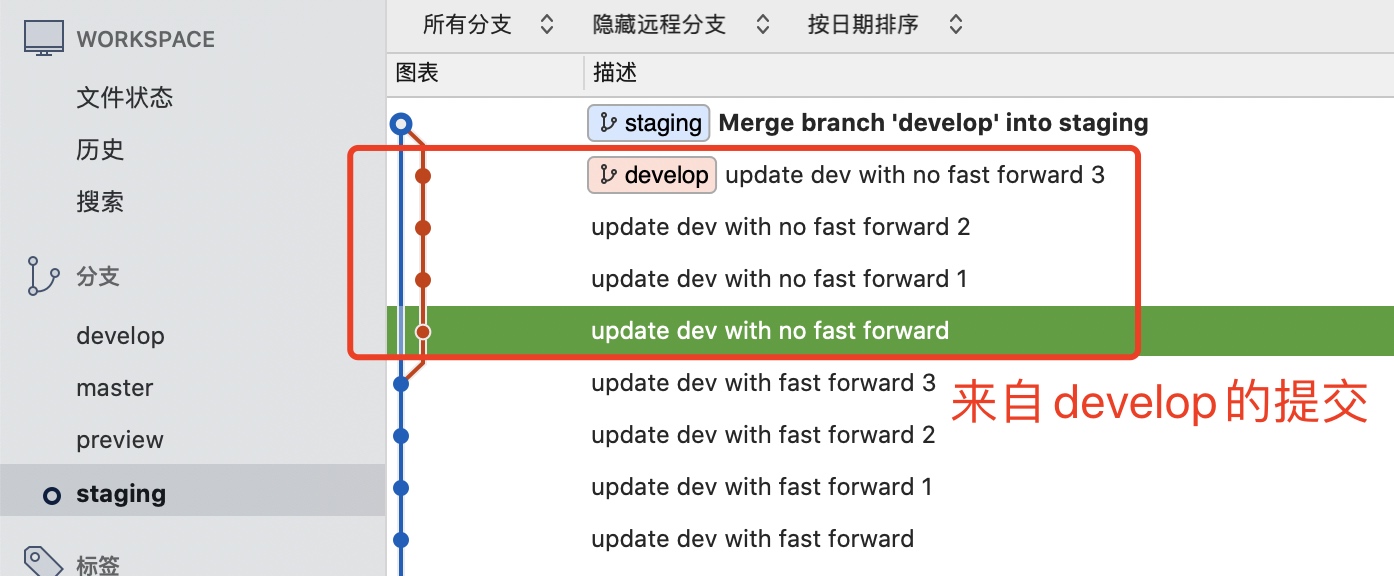 WORKSPACE
文件状态
历史
搜索
分支
develop
master
preview
staging
标签
所有分支 隐藏远程分支 按日期排序
图表 描述
staging Merge branch 'develop' into staging
develop update dev with no fast forward 3
update dev with no fast forward 2
update dev with no fast forward 1
update dev with no fast forward
update dev with fast forward 3
来自develop的提交
update dev with fast forward 2
update dev with fast forward 1
update dev with fast forward